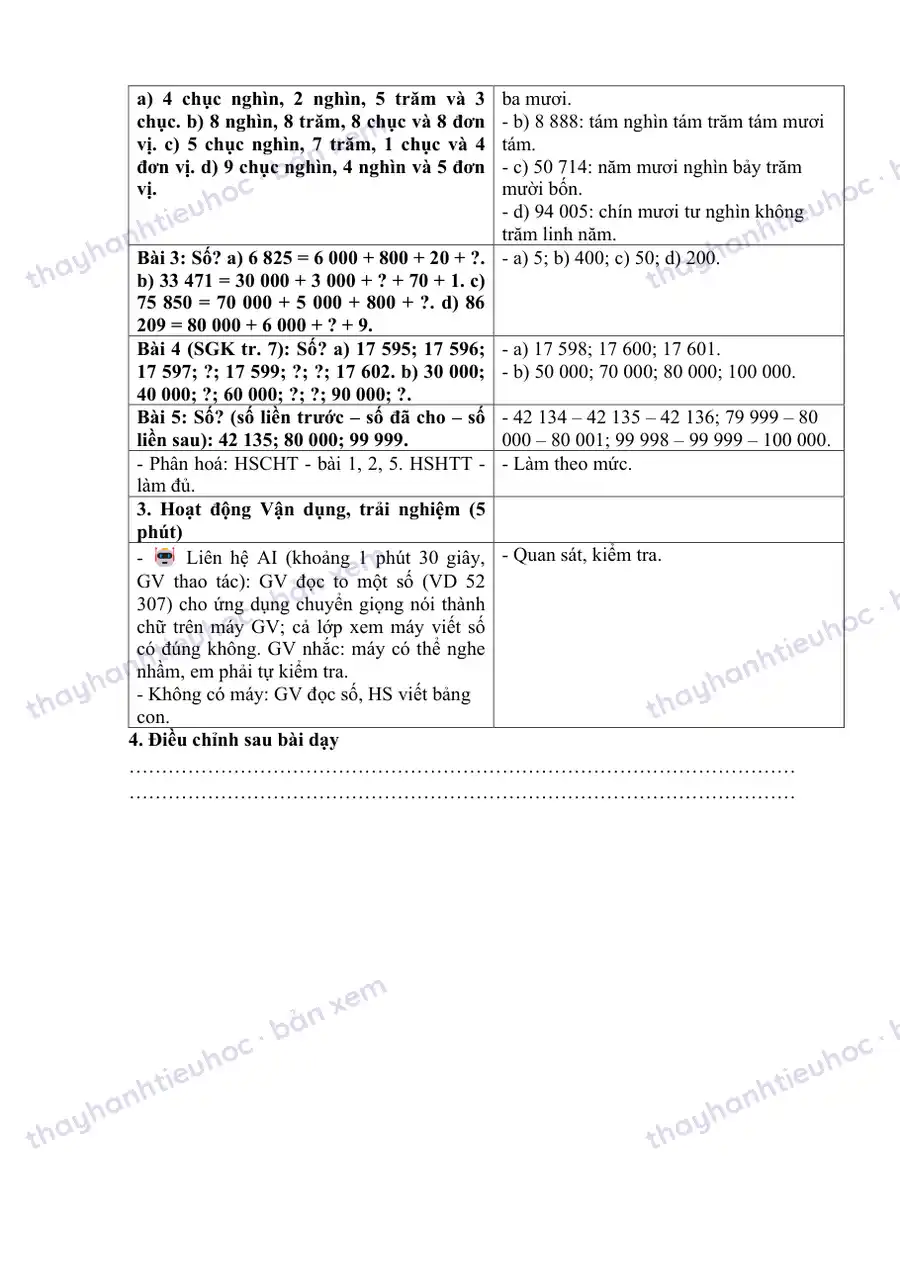 a) 4 chục nghìn, 2 nghìn, 5 trăm và 3
chục. b) 8 nghìn, 8 trăm, 8 chục và 8 đơn
vị. c) 5 chục nghìn, 7 trăm, 1 chục và 4
đơn vị. d) 9 chục nghìn, 4 nghìn và 5 đơn
vị.
ba mươi.
- b) 8 888: tám nghìn tám trăm tám mươi
tám.
- c) 50 714: năm mươi nghìn bảy trăm
mười bốn.
- d) 94 005: chín mươi tư nghìn không
trăm linh năm.
Bài 3: Số? a) 6 825 = 6 000 + 800 + 20 + ?.
b) 33 471 = 30 000 + 3 000 + ? + 70 + 1. c)
75 850 = 70 000 + 5 000 + 800 + ?. d) 86
209 = 80 000 + 6 000 + ? + 9.
- a) 5; b) 400; c) 50; d) 200.
Bài 4 (SGK tr. 7): Số? a) 17 595; 17 596;
17 597; ?; 17 599; ?; ?; 17 602. b) 30 000;
40 000; ?; 60 000; ?; ?; 90 000; ?.
- a) 17 598; 17 600; 17 601.
- b) 50 000; 70 000; 80 000; 100 000.
Bài 5: Số? (số liền trước – số đã cho – số
liền sau): 42 135; 80 000; 99 999.
- 42 134 – 42 135 – 42 136; 79 999 – 80
000 – 80 001; 99 998 – 99 999 – 100 000.
- Phân hoá: HSCHT - bài 1, 2, 5. HSHTT -
làm đủ.
- Làm theo mức.
3. Hoạt động Vận dụng, trải nghiệm (5
phút)
- Liên hệ AI (khoảng 1 phút 30 giây,
GV thao tác): GV đọc to một số (VD 52
307) cho ứng dụng chuyển giọng nói thành
chữ trên máy GV; cả lớp xem máy viết số
có đúng không. GV nhắc: máy có thể nghe
nhầm, em phải tự kiểm tra.
- Không có máy: GV đọc số, HS viết bảng
con.
- Quan sát, kiểm tra.
4. Điều chỉnh sau bài dạy
……………………………………………………………………………………………
……………………………………………………………………………………………
thayhanhtieuhoc · bản xem
thayhanhtieuhoc · b
thayhanhtieuhoc · bản xem
thayhanhtieuhoc · b
thayhanhtieuhoc · bản xem
thayhanhtieuhoc · b